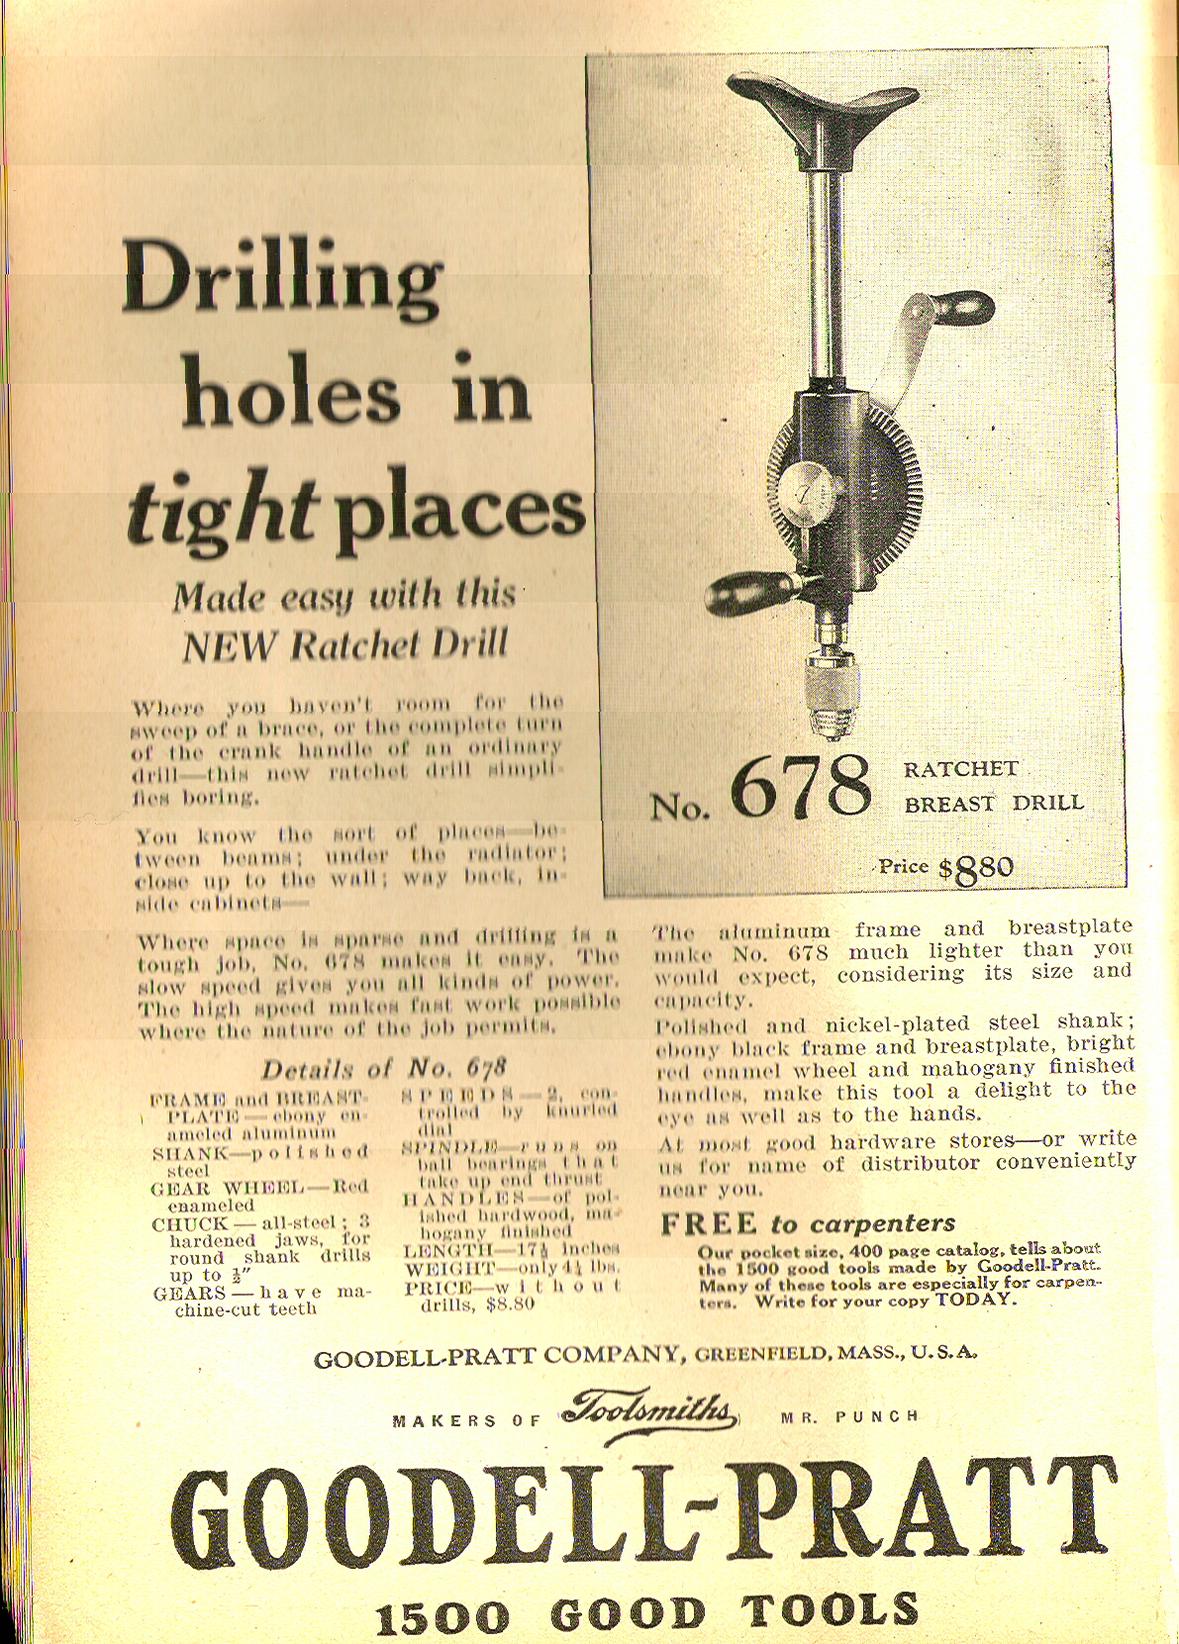 Drilling
holes in
tight places
Made easy with this
NEW Ratchet Drill
Where you haven't room for the
sweep of a brace, or the complete turn
of the crank handle of an ordinary
drill—this new ratchet drill simpli-
fies boring.
You know the sort of places—be-
tween beams; under the radiator;
close up to the wall; way back, in-
side cabinets—
Where space is sparse and drilling is a
tough job, No. 678 makes it easy. The
slow speed gives you all kinds of power.
The high speed makes fast work possible
where the nature of the job permits.
Details of No. 678
FRAME and BREAST-
PLATE—ebony en-
ameled aluminum
SHANK—polished
steel
GEAR WHEEL—Red
enameled
CHUCK—all-steel; 3
hardened jaws, for
round shank drills
up to ½"
GEARS—have ma-
chine-cut teeth
SPEEDS—2, con-
trolled by knurled
dial
SPINDLE—runs on
ball bearings that
take up end thrust
HANDLES—of pol-
ished hardwood, ma-
hogany finished
LENGTH—17½ inches
WEIGHT—only 4½ lbs.
PRICE—without
drills, $8.80
No. 678 RATCHET
BREAST DRILL
Price $8.80
The aluminum frame and breastplate
make No. 678 much lighter than you
would expect, considering its size and
capacity.
Polished and nickel-plated steel shank;
ebony black frame and breastplate, bright
red enamel wheel and mahogany finished
handles, make this tool a delight to the
eye as well as to the hands.
At most good hardware stores—or write
us for name of distributor conveniently
near you.
FREE to carpenters
Our pocket size, 400 page catalog, tells about
the 1500 good tools made by Goodell-Pratt.
Many of these tools are especially for carpen-
ters. Write for your copy TODAY.
GOODELL-PRATT COMPANY, GREENFIELD, MASS., U.S.A.
MAKERS OF Toolsmiths MR. PUNCH
GOODELL-PRATT
1500 GOOD TOOLS